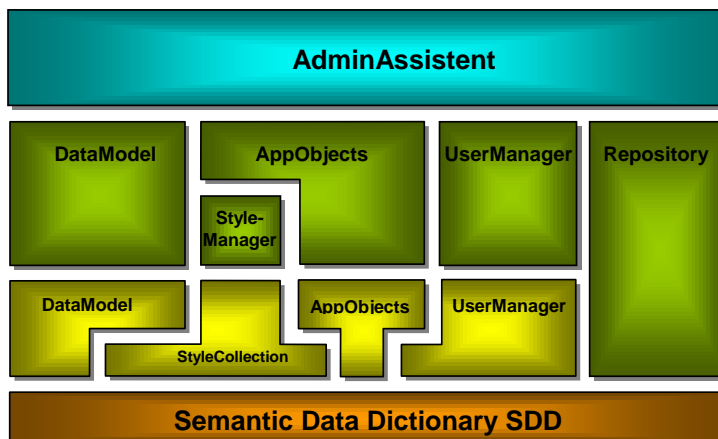 AdminAssistent
DataModel
AppObjects
UserManager
Repository
Style-
Manager
DataModel
AppObjects
UserManager
StyleCollection
Semantic Data Dictionary SDD